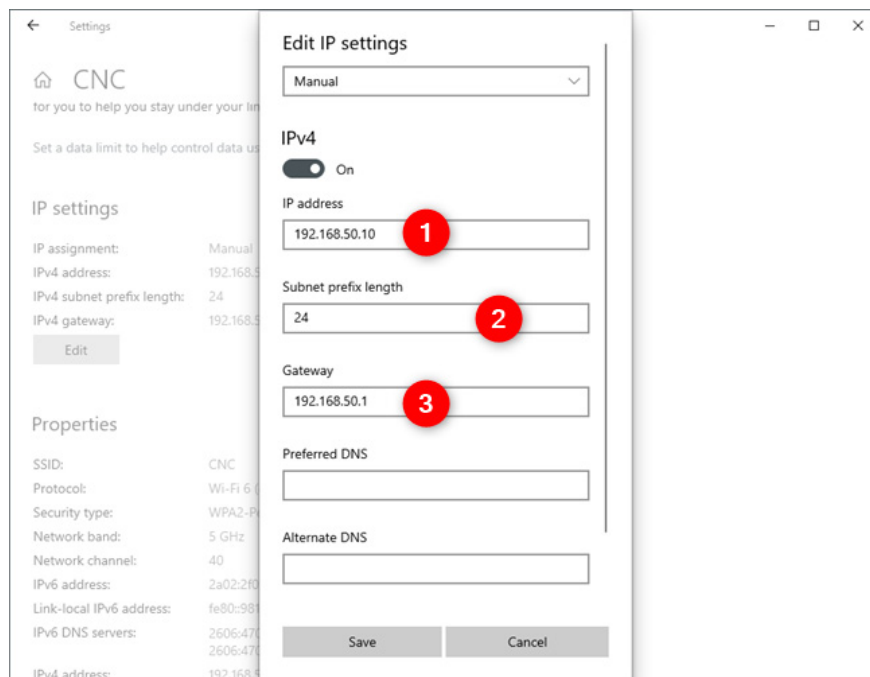 Settings
CNC
for you to help you stay under your
Set a data limit to help control data
IP settings
IP assignment: Manual
IPv4 address:
IPv4 subnet prefix length: 24
IPv4 gateway:
Edit
Properties
SSID: CNC
Protocol: Wi-Fi 6
Security type:
Network band: 5 GHz
Network channel: 40
IPv6 address:
Link-local IPv6 address:
IPv6 DNS servers:
IPv4 address:
Edit IP settings
Manual
IPv4
On
IP address
192.168.50.10
1
Subnet prefix length
24
2
Gateway
192.168.50.1
3
Preferred DNS
Alternate DNS
Save
Cancel